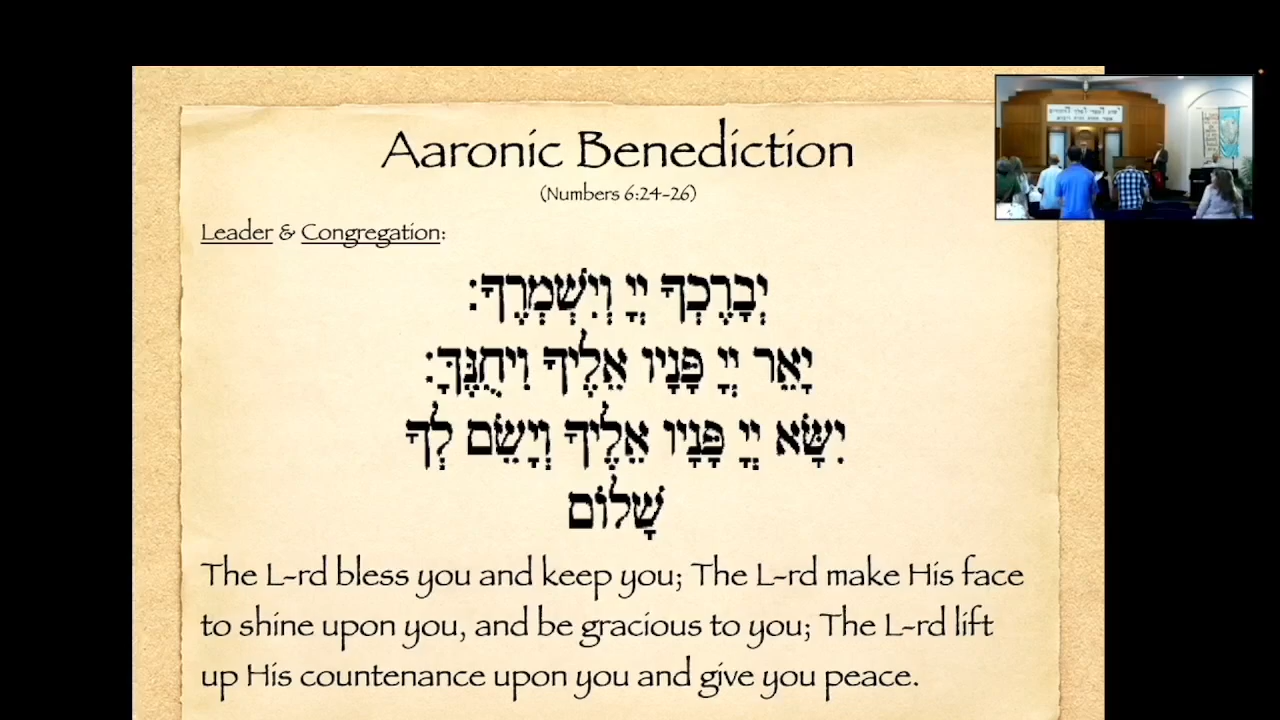 Aaronic Benediction
(Numbers 6:24-26)
Leader & Congregation:
יְבָרֶכְךָ יְיָ וְיִשְׁמְרֶךָ:
יָאֵר יְיָ פָּנָיו אֵלֶיךָ וִיחֻנֶּךָּ:
יִשָּׂא יְיָ פָּנָיו אֵלֶיךָ וְיָשֵׂם לְךָ
שָׁלוֹם
The L-rd bless you and keep you; The L-rd make His face
to shine upon you, and be gracious to you; The L-rd lift
up His countenance upon you and give you peace.